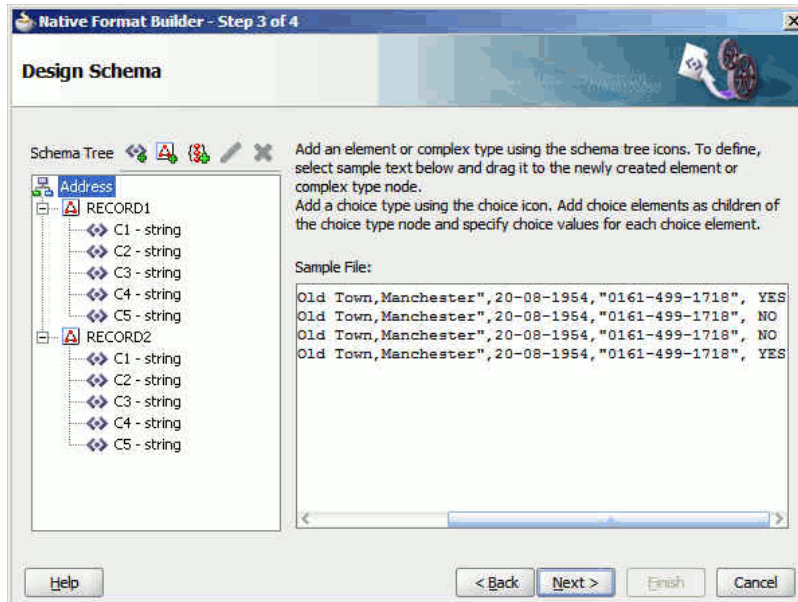 Native Format Builder - Step 3 of 4
Design Schema
Schema Tree
Address
RECORD1
C1 - string
C2 - string
C3 - string
C4 - string
C5 - string
RECORD2
C1 - string
C2 - string
C3 - string
C4 - string
C5 - string
Add an element or complex type using the schema tree icons. To define,
select sample text below and drag it to the newly created element or
complex type node.
Add a choice type using the choice icon. Add choice elements as children of
the choice type node and specify choice values for each choice element.
Sample File:
Old Town,Manchester",20-08-1954,"0161-499-1718", YES
Old Town,Manchester",20-08-1954,"0161-499-1718", NO
Old Town,Manchester",20-08-1954,"0161-499-1718", NO
Old Town,Manchester",20-08-1954,"0161-499-1718", YES
Help
< Back
Next >
Finish
Cancel